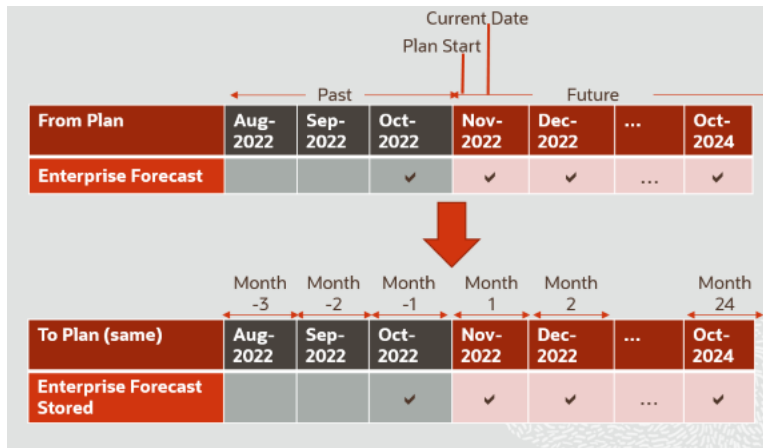 Current Date
Plan Start
Past Future
From Plan Aug-2022 Sep-2022 Oct-2022 Nov-2022 Dec-2022 ... Oct-2024
Enterprise Forecast ✔ ✔ ✔ ... ✔
Month -3 Month -2 Month -1 Month 1 Month 2 Month 24
To Plan (same) Aug-2022 Sep-2022 Oct-2022 Nov-2022 Dec-2022 ... Oct-2024
Enterprise Forecast Stored ✔ ✔ ✔ ... ✔